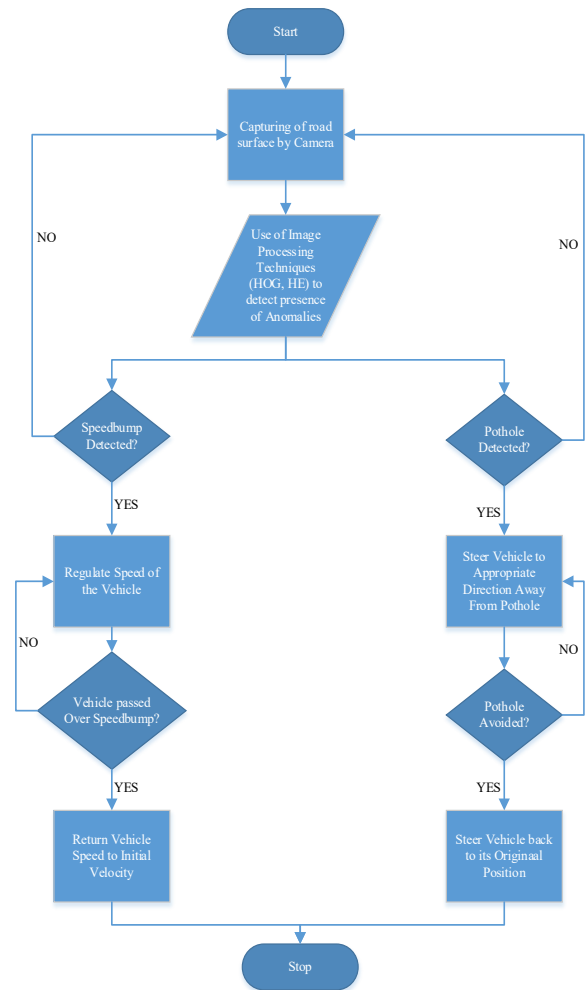 Start
Capturing of road
surface by Camera
NO
NO
Use of Image
Processing
Techniques
(HOG, HE) to
detect presence
of Anomalies
Speedbump
Detected?
Pothole
Detected?
YES
YES
Regulate Speed of
the Vehicle
Steer Vehicle to
Appropriate
Direction Away
From Pothole
NO
NO
Vehicle passed
Over Speedbump?
Pothole
Avoided?
YES
YES
Return Vehicle
Speed to Initial
Velocity
Steer Vehicle back
to its Originaal
Position
Stop